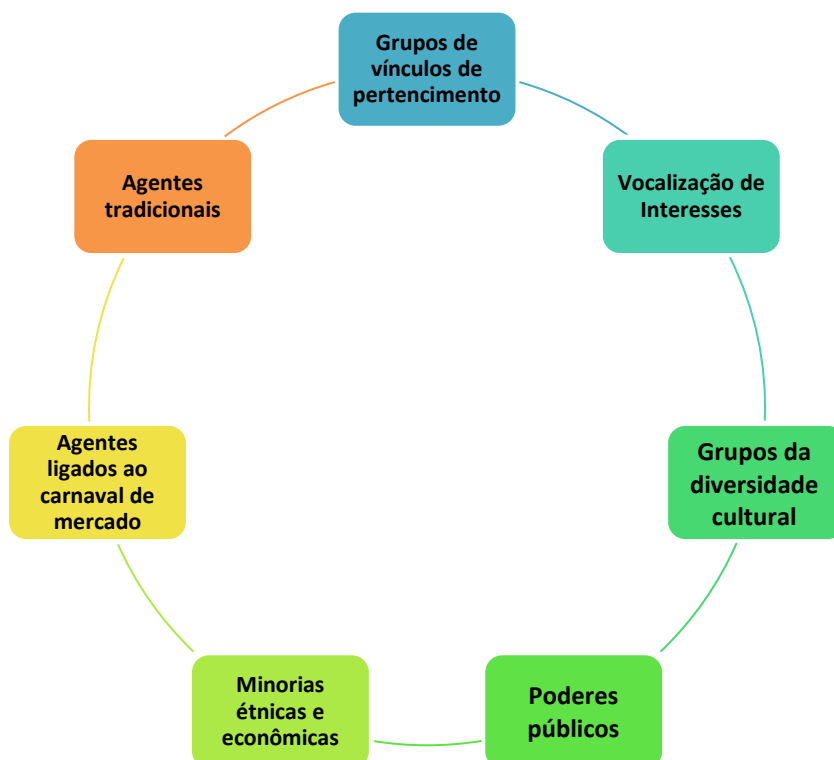 Grupos de
vínculos de
pertencimento
Vocalização de
Interesses
Grupos da
diversidade
cultural
Poderes
públicos
Minorias
étnicas e
econômicas
Agentes
ligados ao
carnaval de
mercado
Agentes
tradicionais